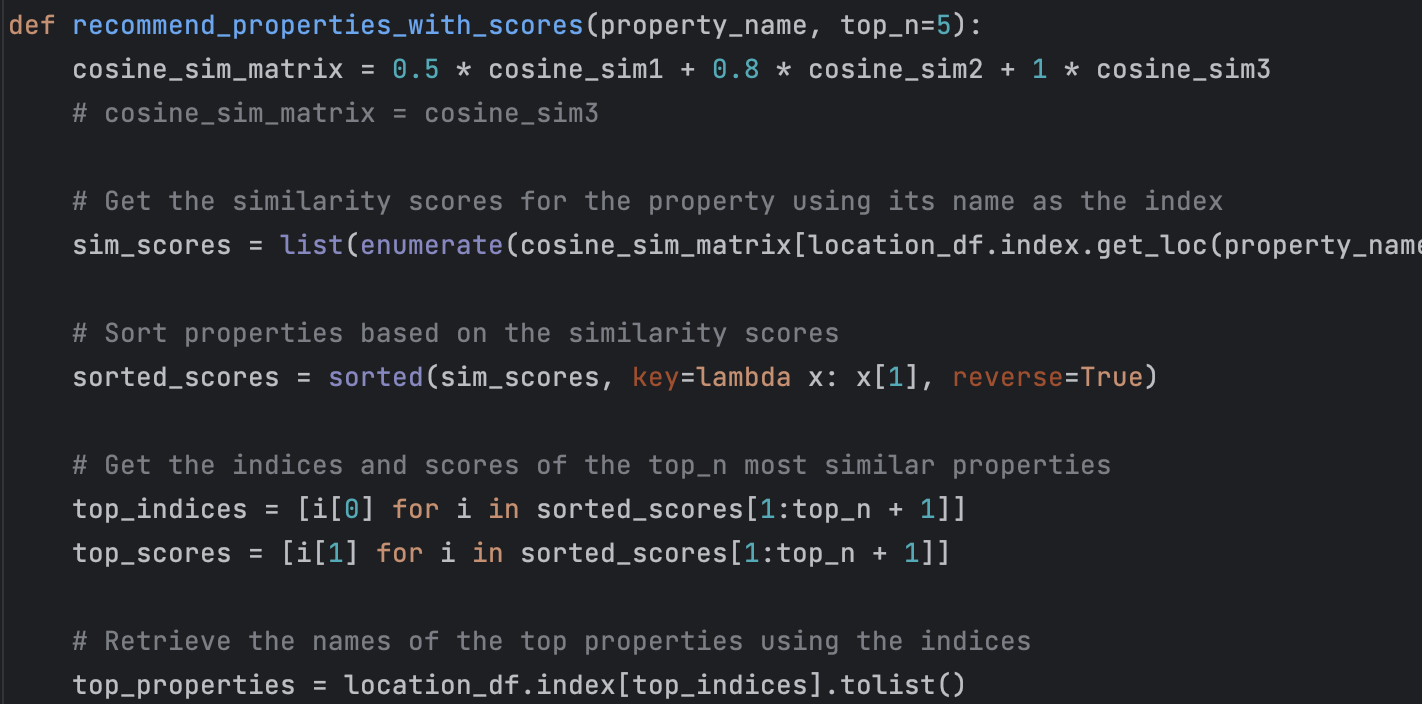 def recommend_properties_with_scores(property_name, top_n=5):
    cosine_sim_matrix = 0.5 * cosine_sim1 + 0.8 * cosine_sim2 + 1 * cosine_sim3
    # cosine_sim_matrix = cosine_sim3
    # Get the similarity scores for the property using its name as the index
    sim_scores = list(enumerate(cosine_sim_matrix[location_df.index.get_loc(property_name
    # Sort properties based on the similarity scores
    sorted_scores = sorted(sim_scores, key=lambda x: x[1], reverse=True)
    # Get the indices and scores of the top_n most similar properties
    top_indices = [i[0] for i in sorted_scores[1:top_n + 1]]
    top_scores = [i[1] for i in sorted_scores[1:top_n + 1]]
    # Retrieve the names of the top properties using the indices
    top_properties = location_df.index[top_indices].tolist()